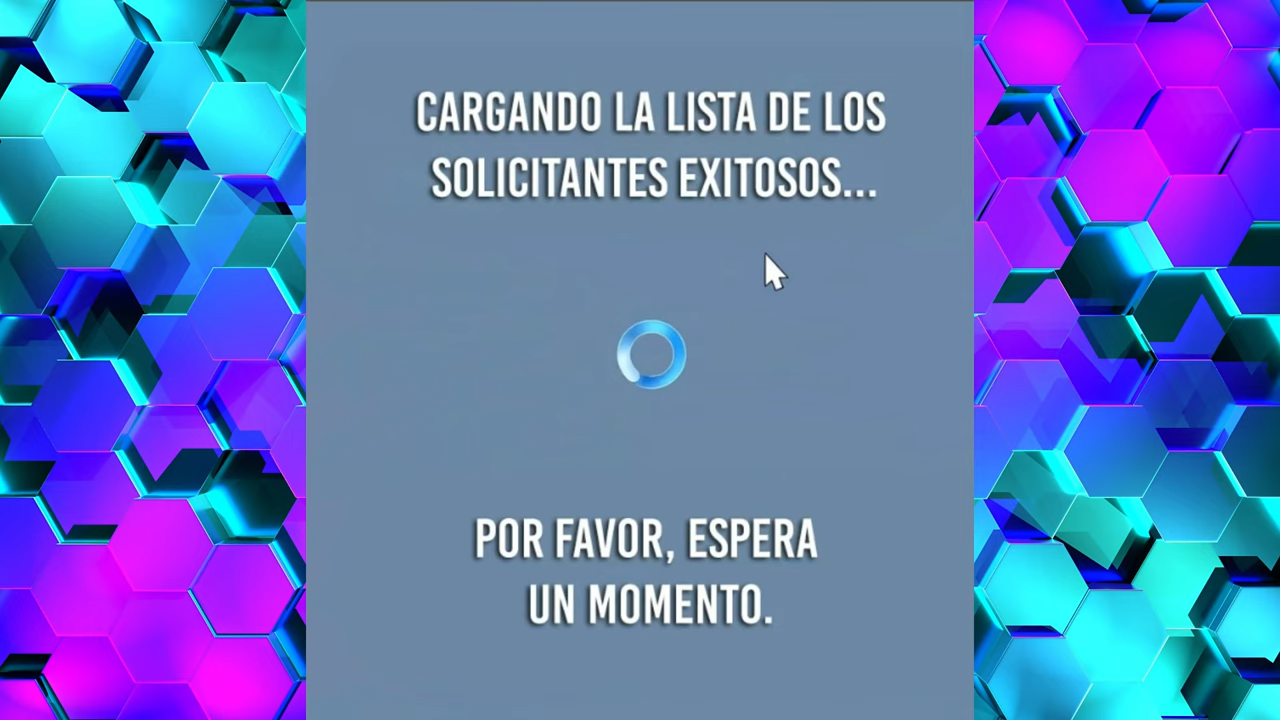 CARGANDO LA LISTA DE LOS
SOLICITANTES EXITOSOS...
POR FAVOR, ESPERA
UN MOMENTO.